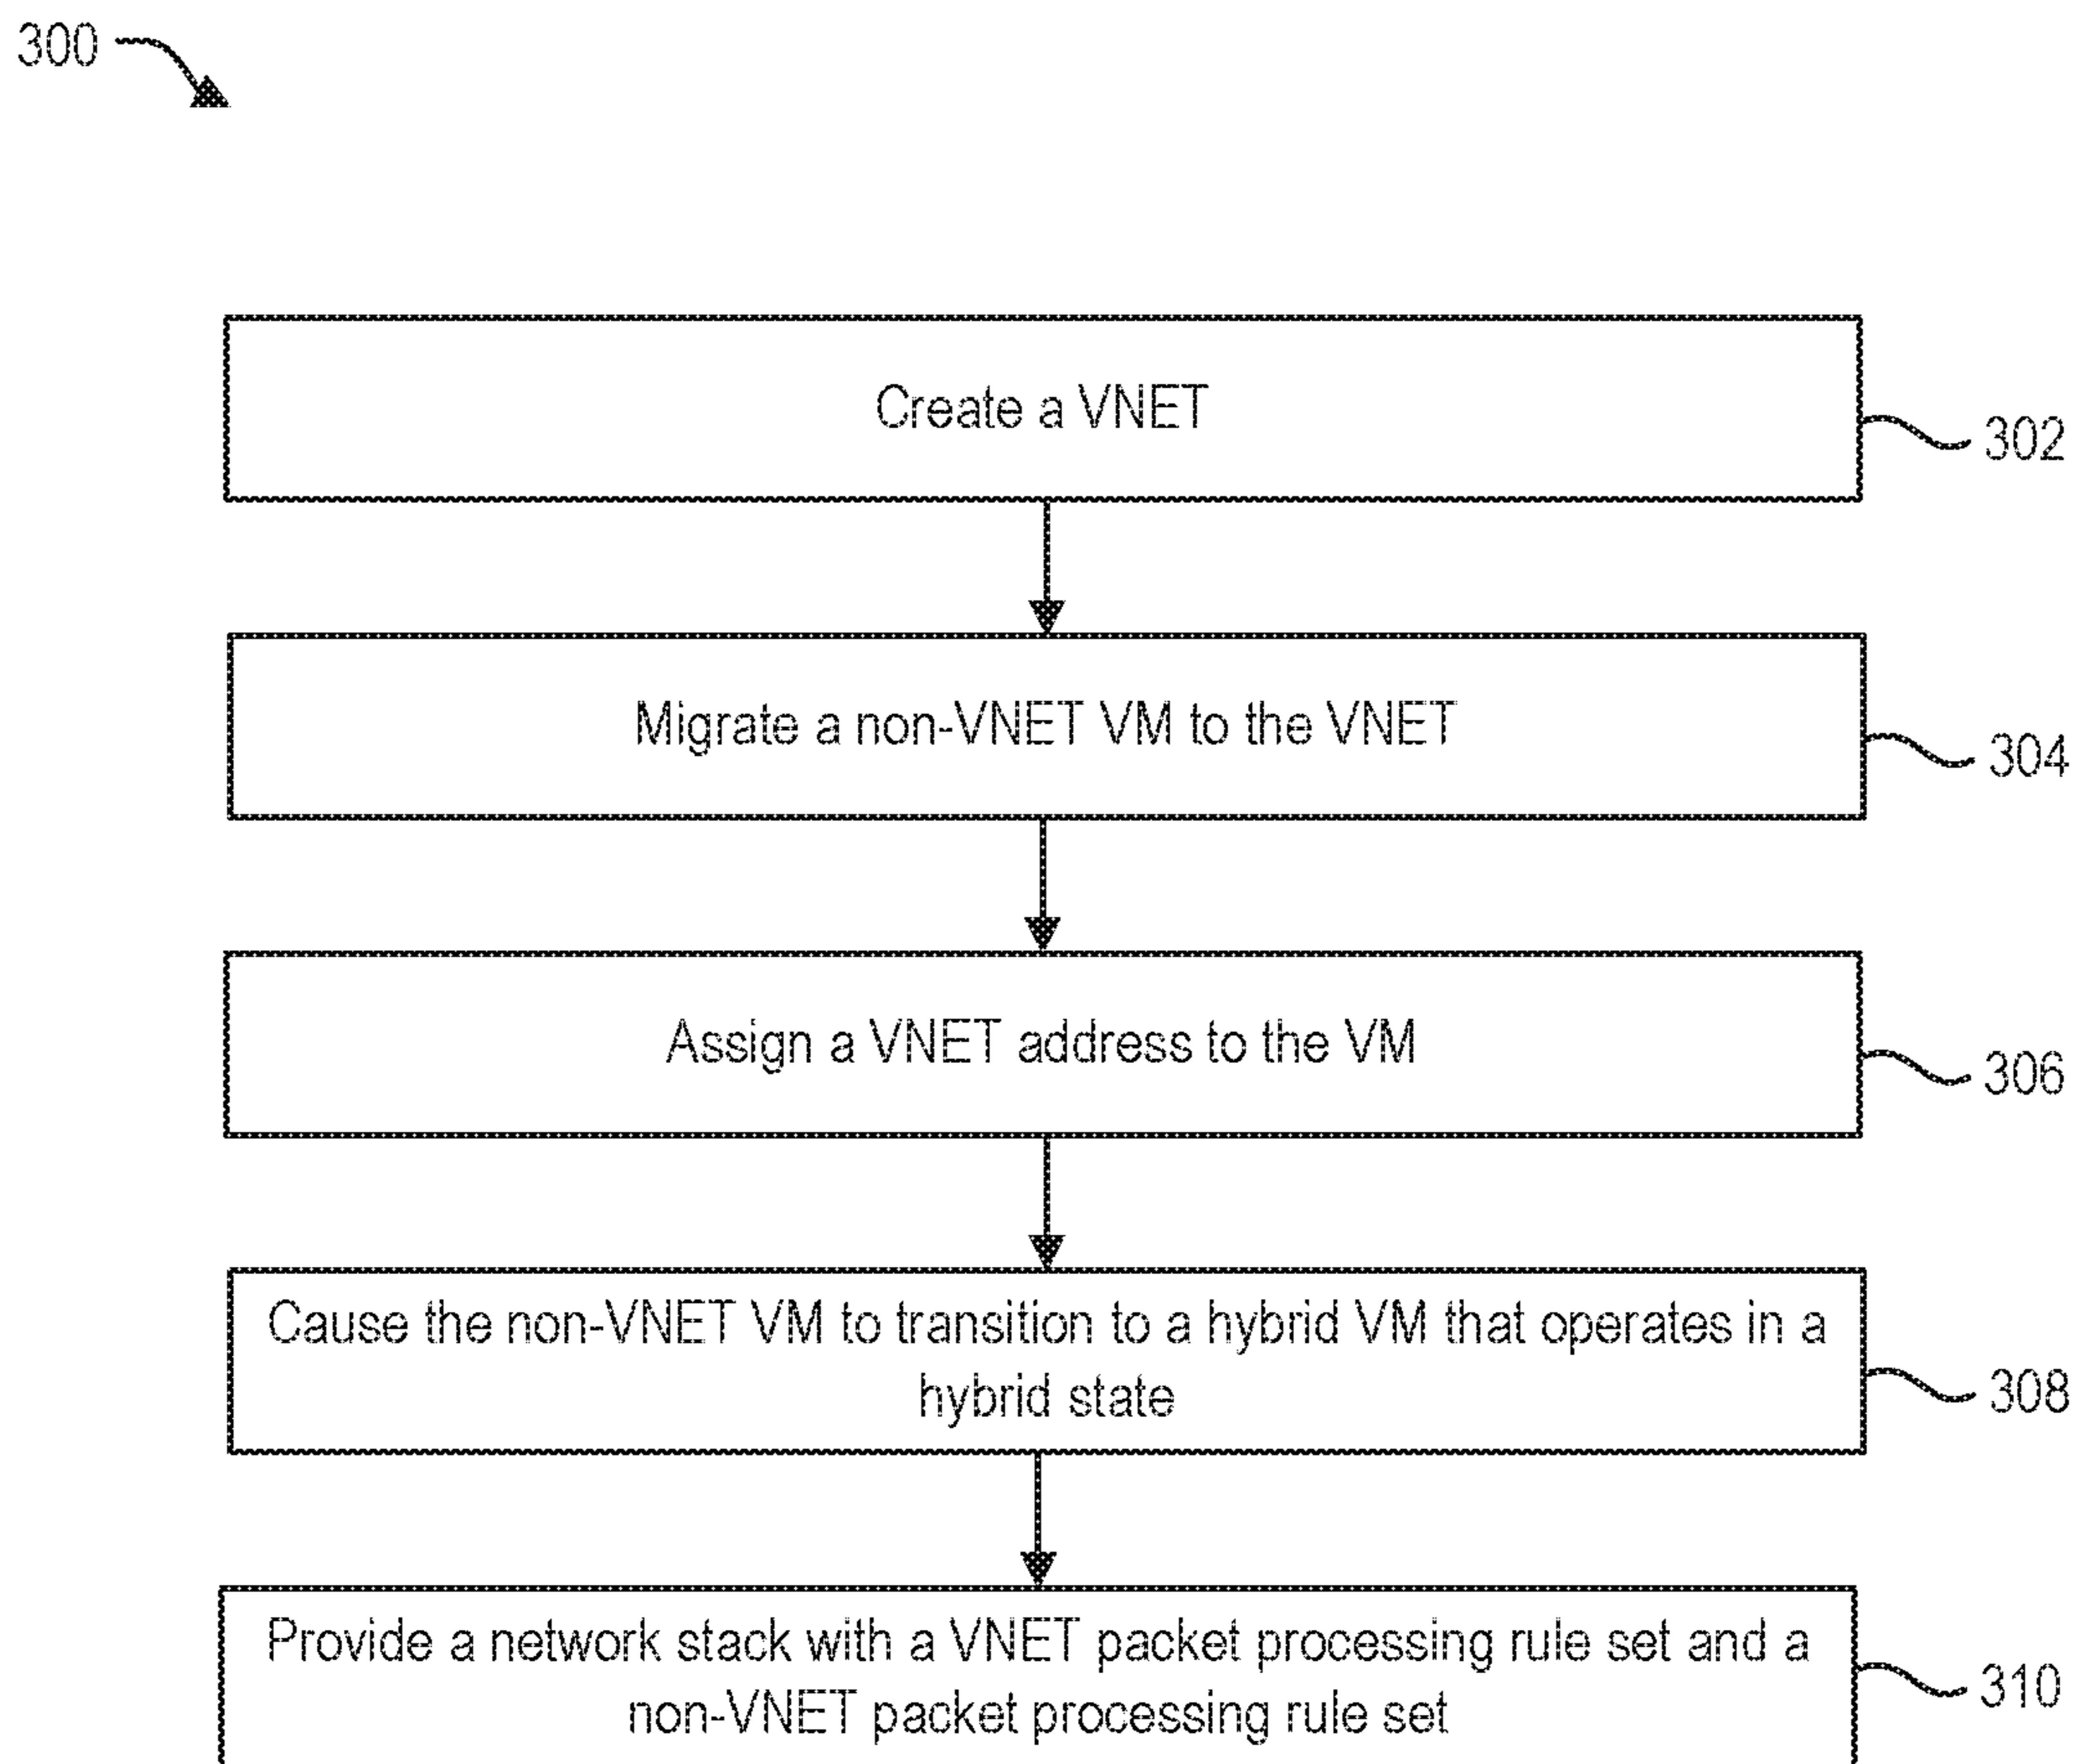 300
Create a VNET
302
Migrate a non-VNET VM to the VNET
304
Assign a VNET address to the VM
306
Cause the non-VNET VM to transition to a hybrid VM that operates in a
hybrid state
308
Provide a network stack with a VNET packet processing rule set and a
non-VNET packet processing rule set
310